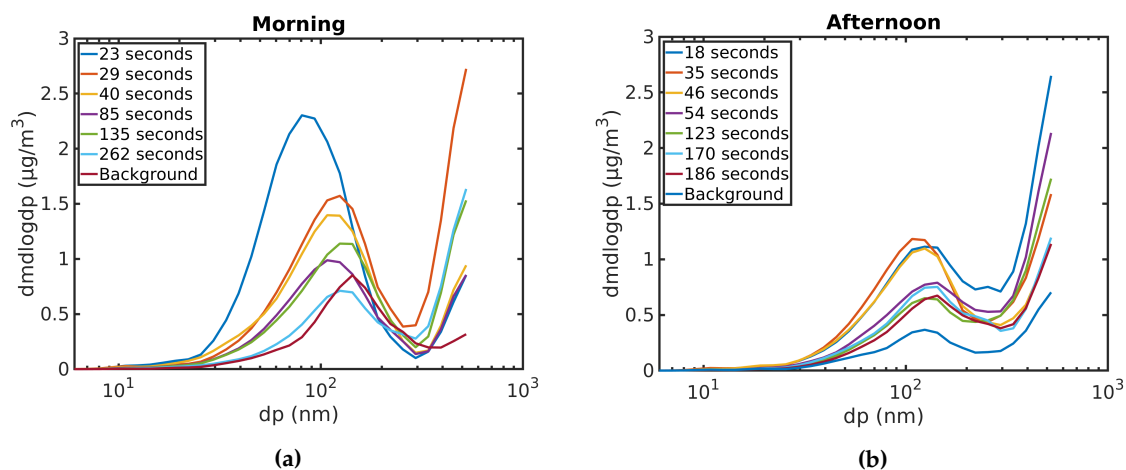 Morning
3
2.5
2
1.5
1
0.5
0
dmdlogdp (µg/m³)
23 seconds
29 seconds
40 seconds
85 seconds
135 seconds
262 seconds
Background
10¹
10²
10³
dp (nm)
(a)
Afternoon
3
2.5
2
1.5
1
0.5
0
dmdlogdp (µg/m³)
18 seconds
35 seconds
46 seconds
54 seconds
123 seconds
170 seconds
186 seconds
Background
10¹
10²
10³
dp (nm)
(b)